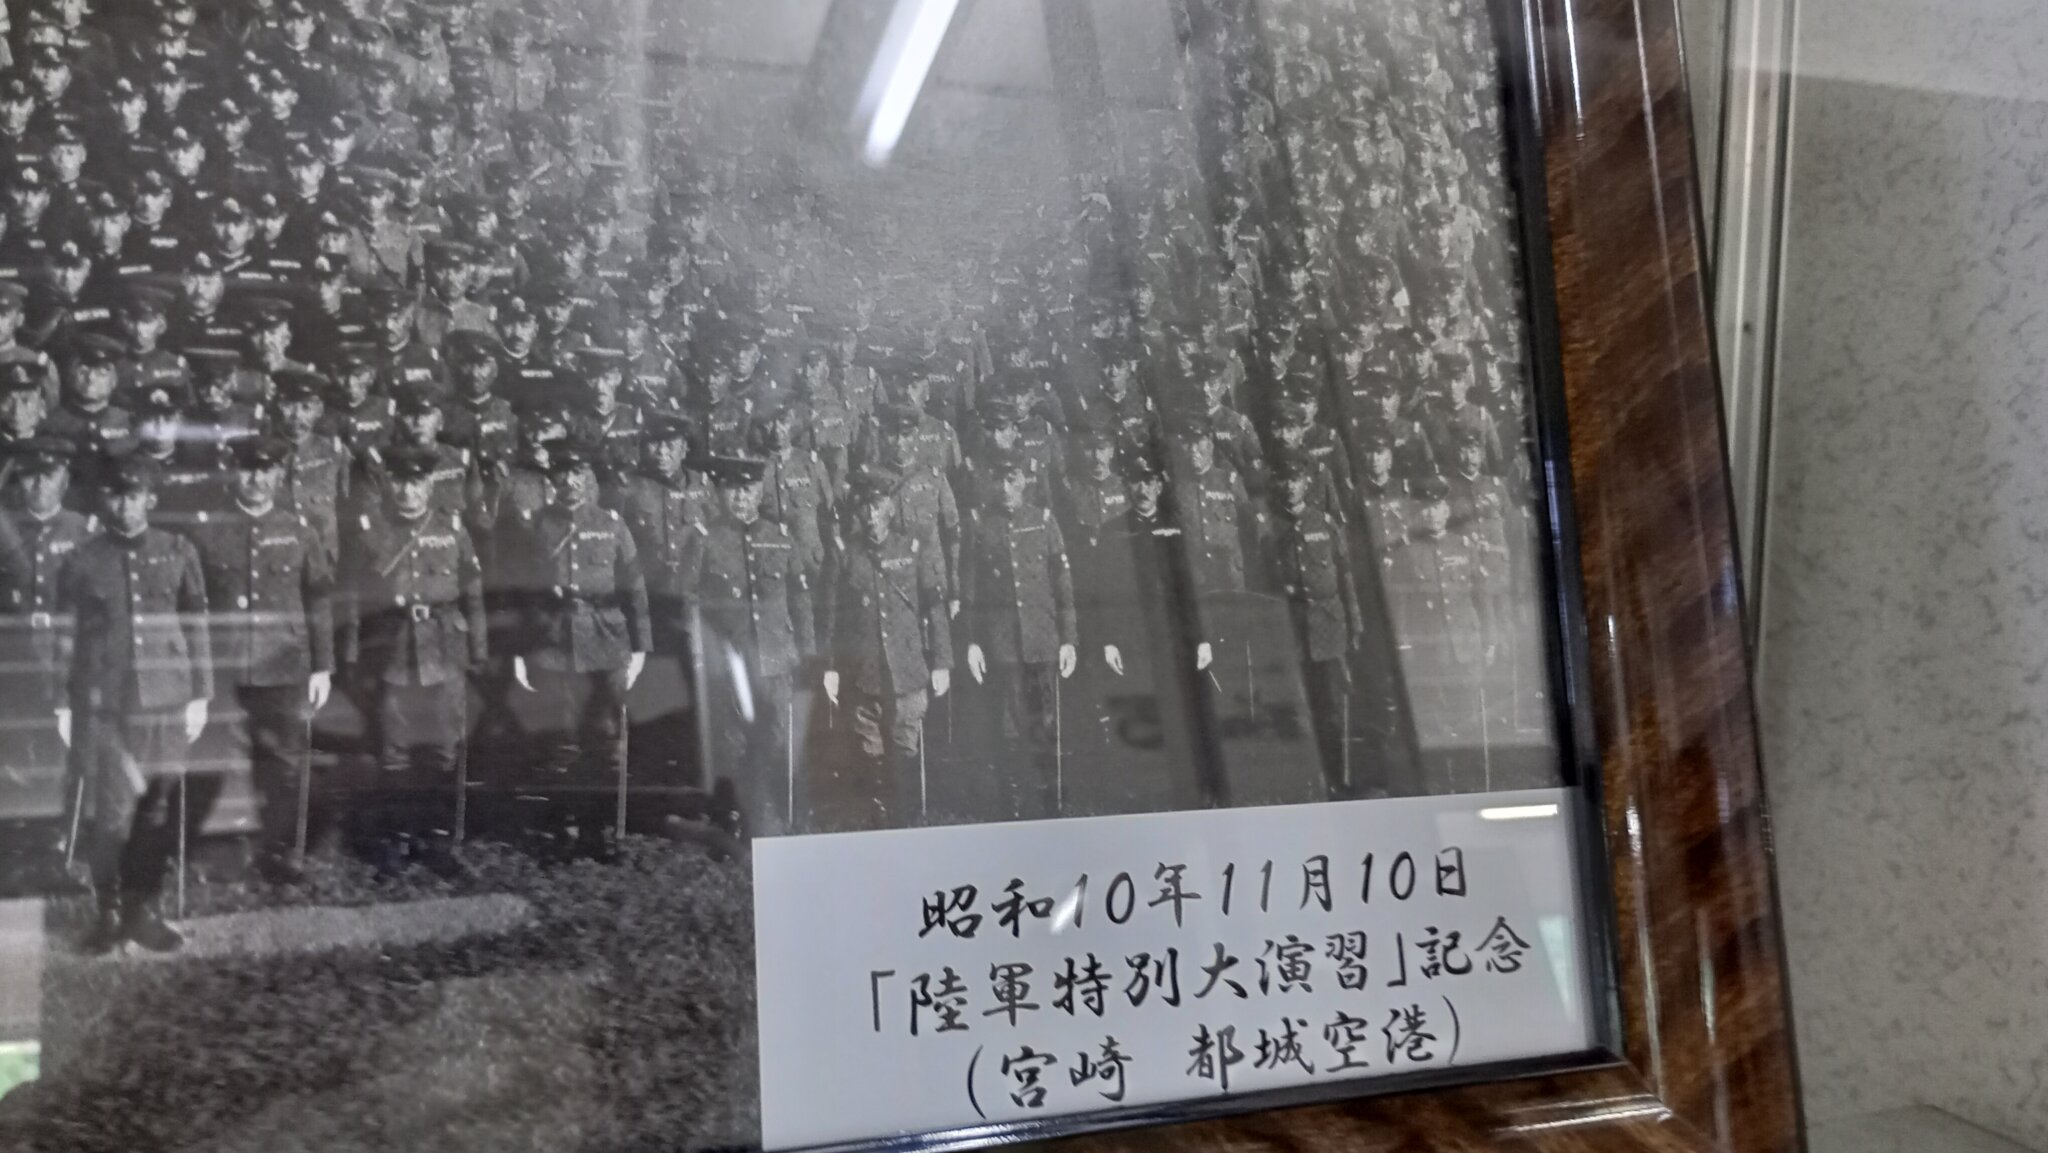 昭和10年11月10日
「陸軍特別大演習」記念
(宮崎 都城空港)